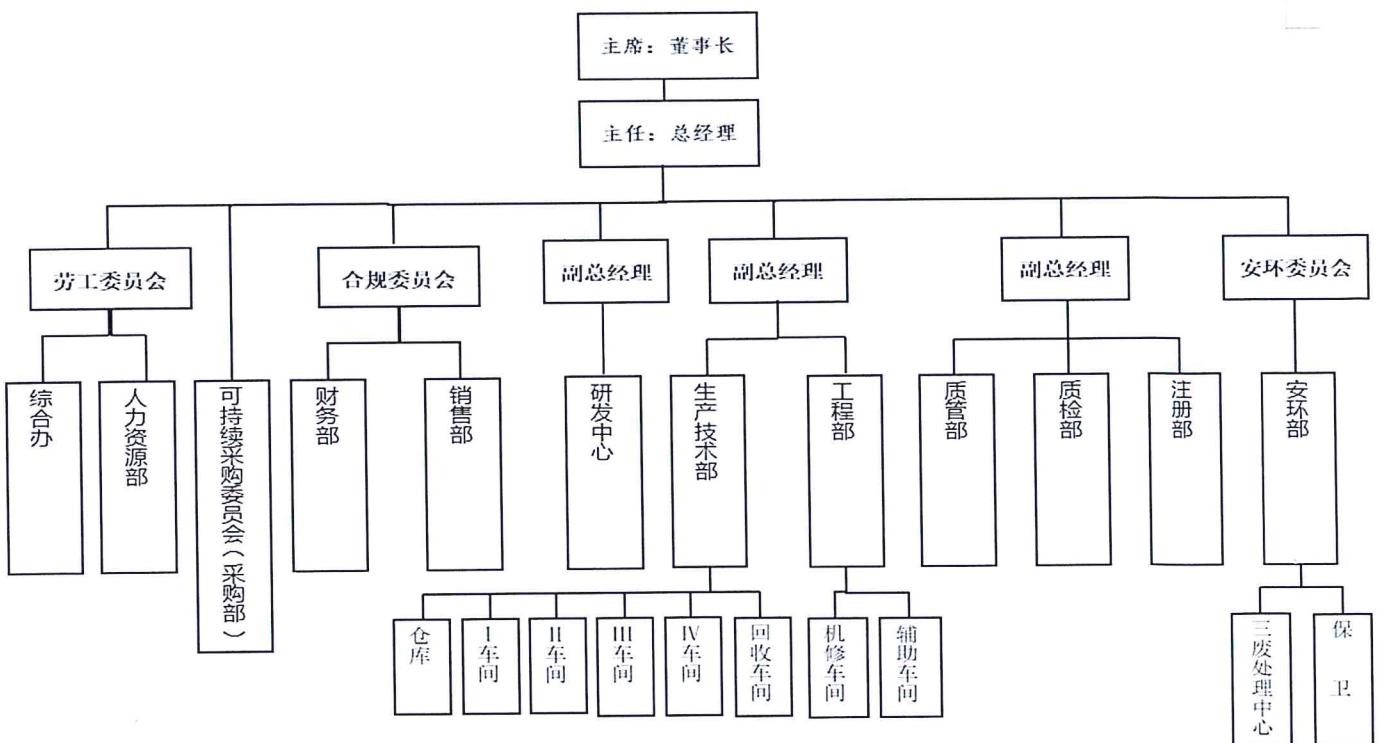 主席：董事长
主任：总经理
劳工委员会
合规委员会
副总经理
副总经理
副总经理
安环委员会
综合办
人力资源部
可持续采购委员会（采购部）
财务部
销售部
研发中心
生产技术部
工程部
质管部
质检部
注册部
安环部
仓库
I车间
II车间
III车间
IV车间
回收车间
机修车间
辅助车间
三废处理中心
保卫